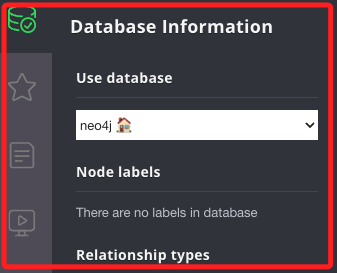 Database Information
Use database
neo4j 🏠
Node labels
There are no labels in database
Relationship types